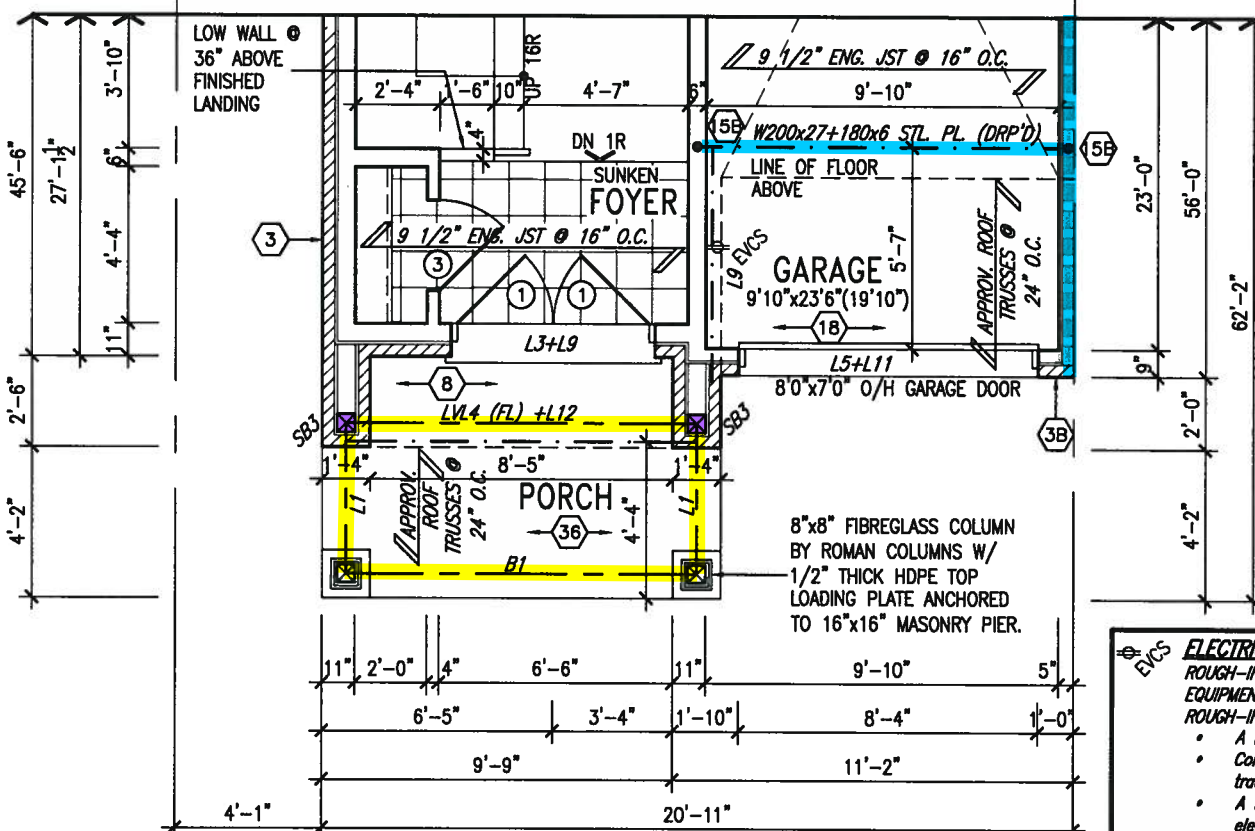 LOW WALL @
36" ABOVE
FINISHED
LANDING
UP 16R
9 1/2" ENG. JST @ 16" O.C.
2'-4"
10"
4'-7"
6"
9'-10"
4"
15B
W200x27+180x6 STL. PL. (DRP'D)
15B
DN 1R
SUNKEN
FOYER
LINE OF FLOOR
ABOVE
9 1/2" ENG. JST @ 16" O.C.
3
3
1
1
L9 EVCS
GARAGE
9'10"x23'6"(19'10")
5'-7"
18
APPROV. ROOF
TRUSSES @
24" O.C.
L3+L9
L5+L11
8'0"x7'0" O/H GARAGE DOOR
8
LVL4 (FL) +L12
SB3
SB3
3B
1'-4"
8'-5"
1'-4"
L1
APPROV.
ROOF
TRUSSES @
24" O.C.
PORCH
36
4'-4"
L1
B1
8"x8" FIBREGLASS COLUMN
BY ROMAN COLUMNS W/
1/2" THICK HDPE TOP
LOADING PLATE ANCHORED
TO 16"x16" MASONRY PIER.
45'-6"
27'-1 1/2"
3'-10"
6"
4'-4"
11"
2'-6"
4'-2"
23'-0"
56'-0"
62'-2"
9"
2'-0"
4'-2"
11"
2'-0"
4"
6'-6"
11"
9'-10"
5"
6'-5"
3'-4"
1'-10"
8'-4"
1'-0"
9'-9"
11'-2"
4'-1"
20'-11"
EVCS
ROUGH-I
ROUGH-I
• A
•
• A